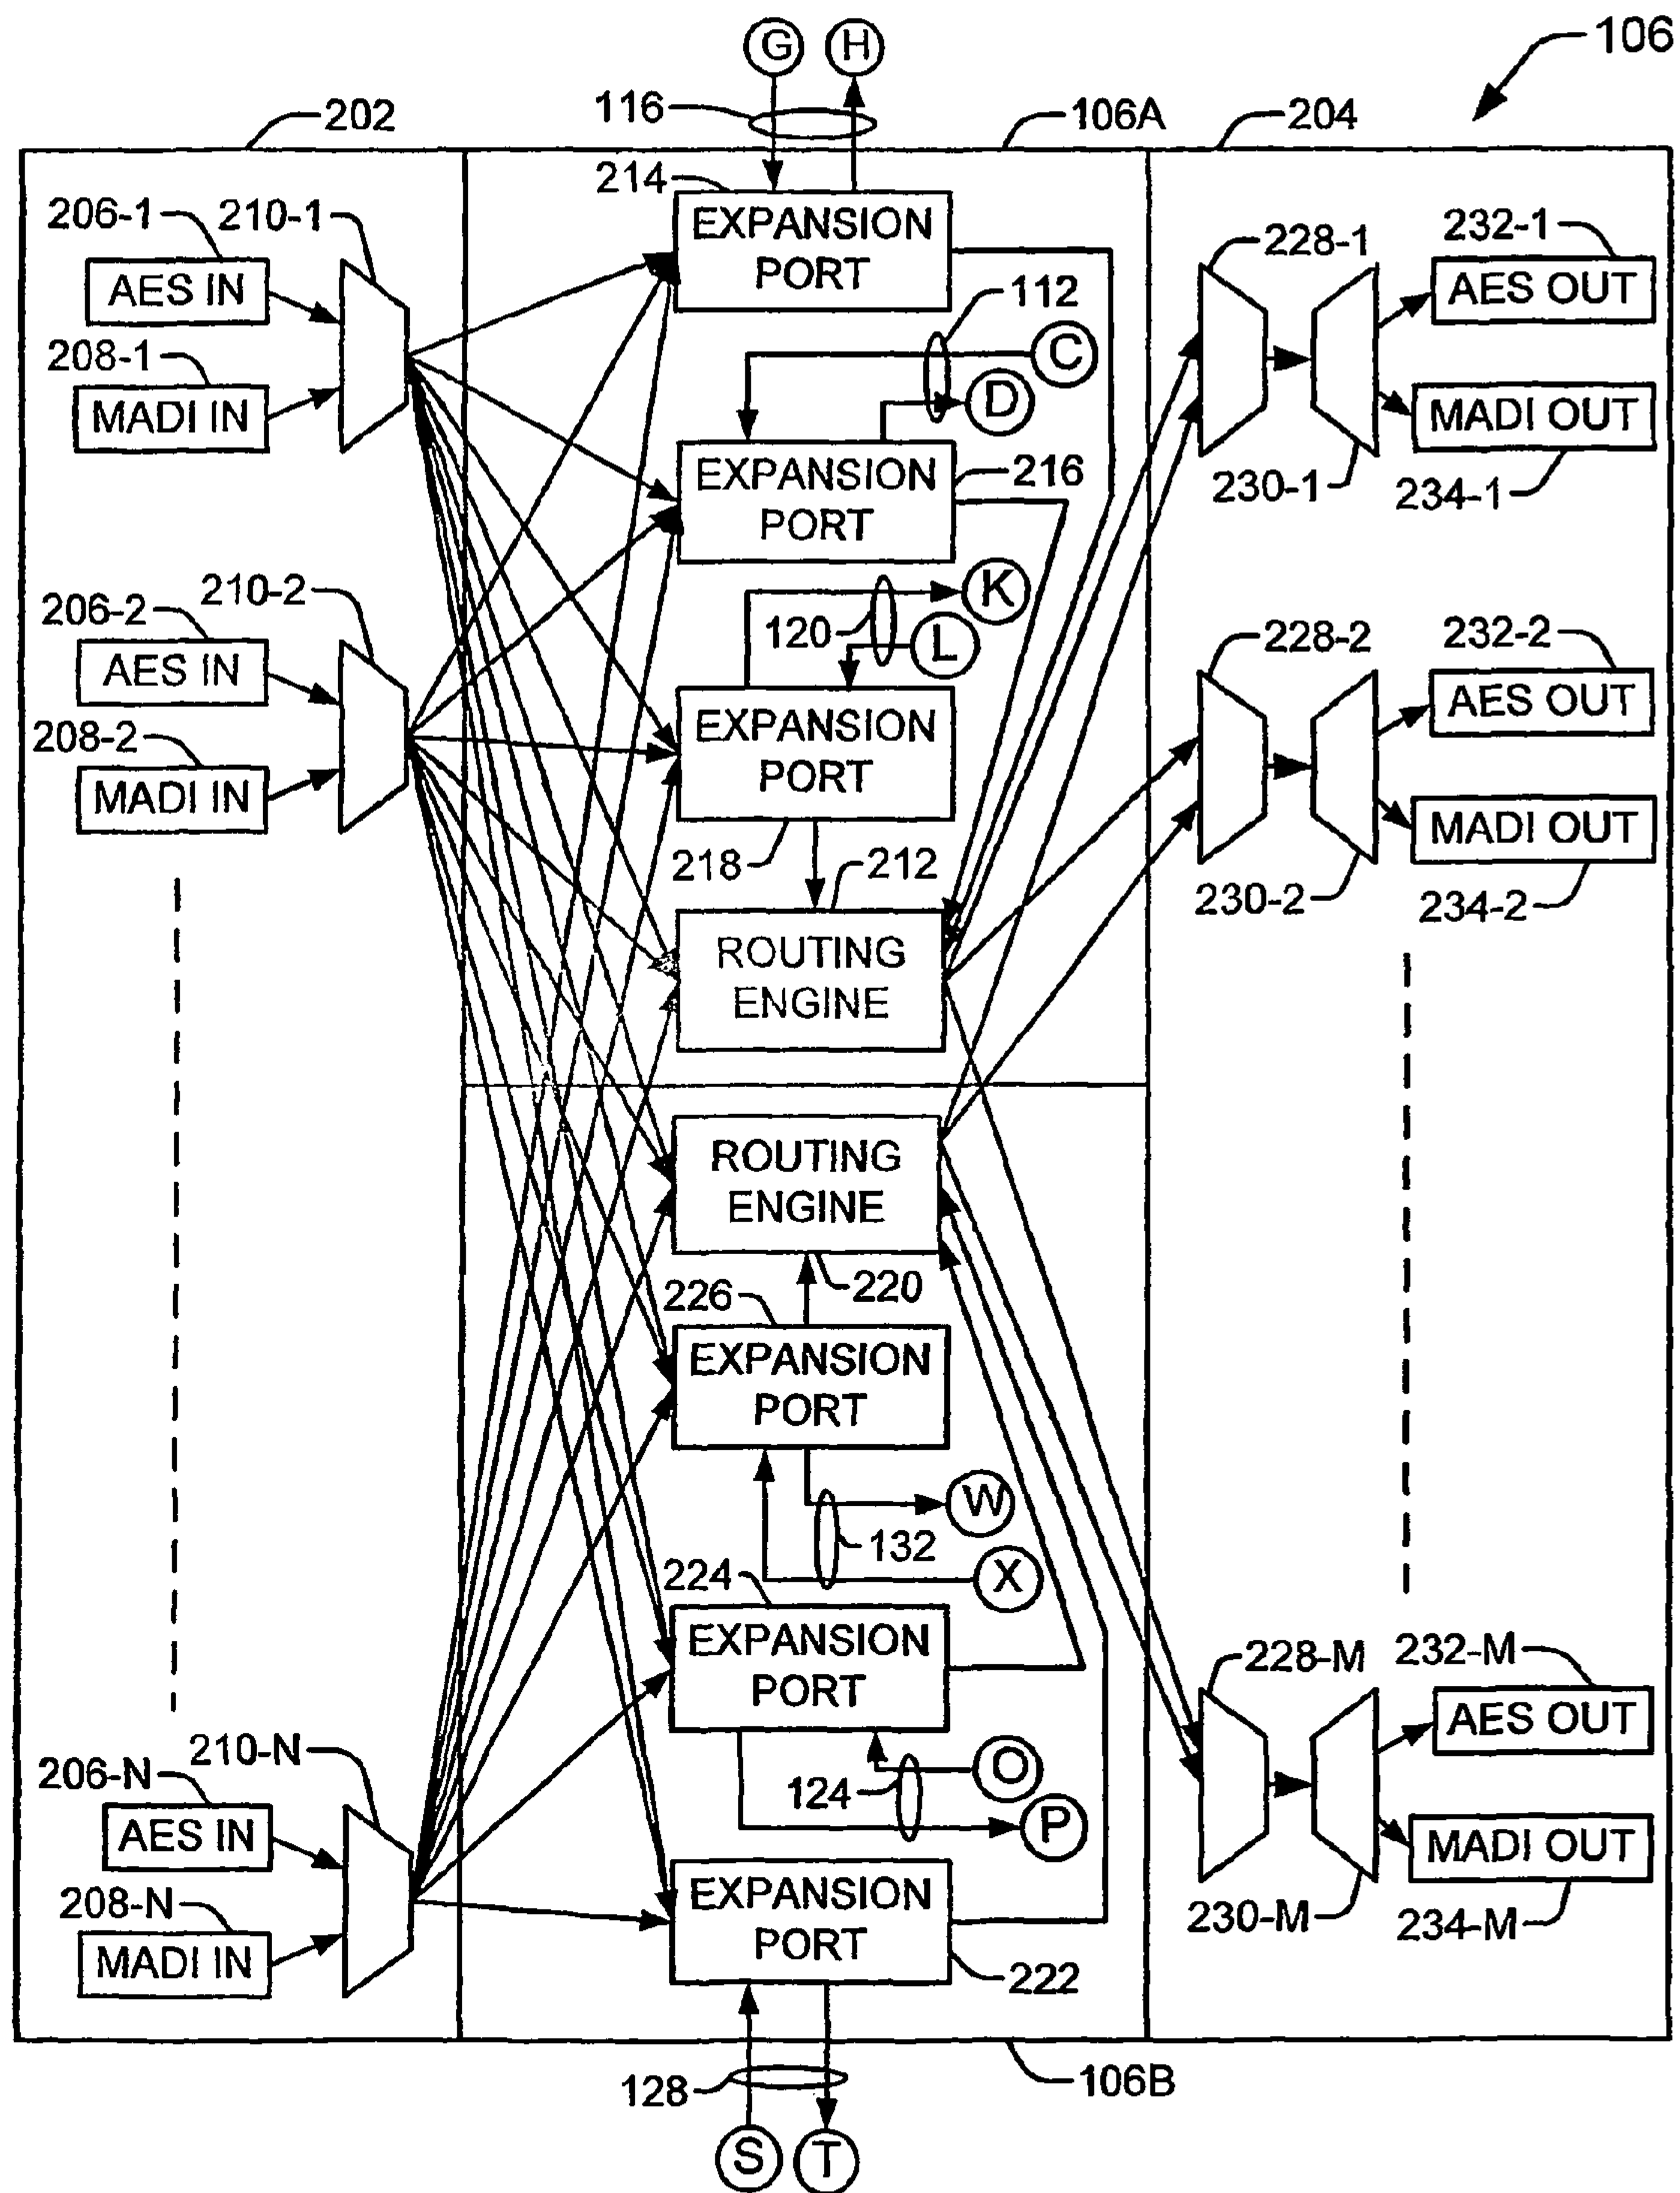 G H
106
116
202
106A
204
214
EXPANSION
PORT
206-1
210-1
AES IN
208-1
MADI IN
228-1
232-1
AES OUT
112
C
D
MADI OUT
230-1
234-1
EXPANSION
PORT
216
206-2
210-2
AES IN
208-2
MADI IN
K
120
L
228-2
232-2
AES OUT
MADI OUT
230-2
234-2
EXPANSION
PORT
218
212
ROUTING
ENGINE
ROUTING
ENGINE
220
226
EXPANSION
PORT
W
132
X
224
EXPANSION
PORT
228-M
232-M
AES OUT
MADI OUT
230-M
234-M
210-N
206-N
AES IN
208-N
MADI IN
O
124
P
EXPANSION
PORT
222
128
106B
S T